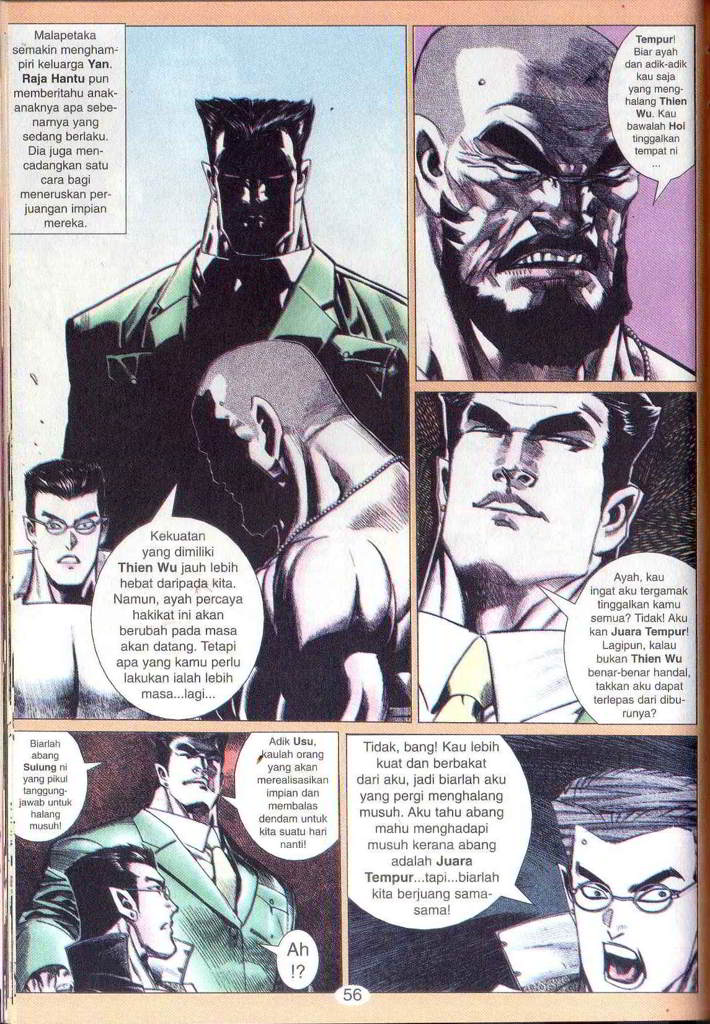 Malapetaka
semakin mengham-
piri keluarga Yan.
Raja Hantu pun
memberitahu anak-
anaknya apa sebe-
narnya yang
sedang berlaku.
Dia juga men-
cadangkan satu
cara bagi
meneruskan per-
juangan impian
mereka.
Kekuatan
yang dimiliki
Thien Wu jauh lebih
hebat daripada kita.
Namun, ayah percaya
hakikat ini akan
berubah pada masa
akan datang. Tetapi
apa yang kamu perlu
lakukan ialah lebih
masa...lagi...
Tempur!
Biar ayah
dan adik-adik
kau saja
yang meng-
halang Thien
Wu. Kau
bawalah Hoi
tinggalkan
tempat ni
...
Ayah, kau
ingat aku tergamak
tinggalkan kamu
semua? Tidak! Aku
kan Juara Tempur!
Lagipun, kalau
bukan Thien Wu
benar-benar handal,
takkan aku dapat
terlepas dari dibu-
runya?
Biarlah
abang
Suiung ni
yang pikul
tanggung-
jawab untuk
halang
musuh!
Adik Usu,
kaulah orang
yang akan
merealisasikan
impian dan
membalas
dendam untuk
kita suatu hari
nanti!
Ah
!?
Tidak, bang! Kau lebih
kuat dan berbakat
dari aku, jadi biarlah aku
yang pergi menghalang
musuh. Aku tahu abang
mahu menghadapi
musuh kerana abang
adalah Juara
Tempur...tapi...biarlah
kita berjuang sama-
sama!
56